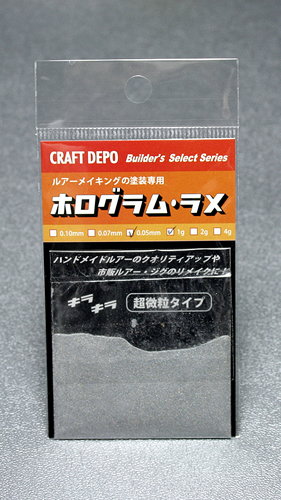 CRAFT DEPO Builder's Select Series
ルアーメイキングの塗装専用
ホログラム・ラメ
0.10mm 0.07mm 0.05mm 1g 2g 4g
ハンドメイドルアーのクオリティアップや
市販ルアー・ジグのリメイクに!
キラ
キラ
超微粒タイプ